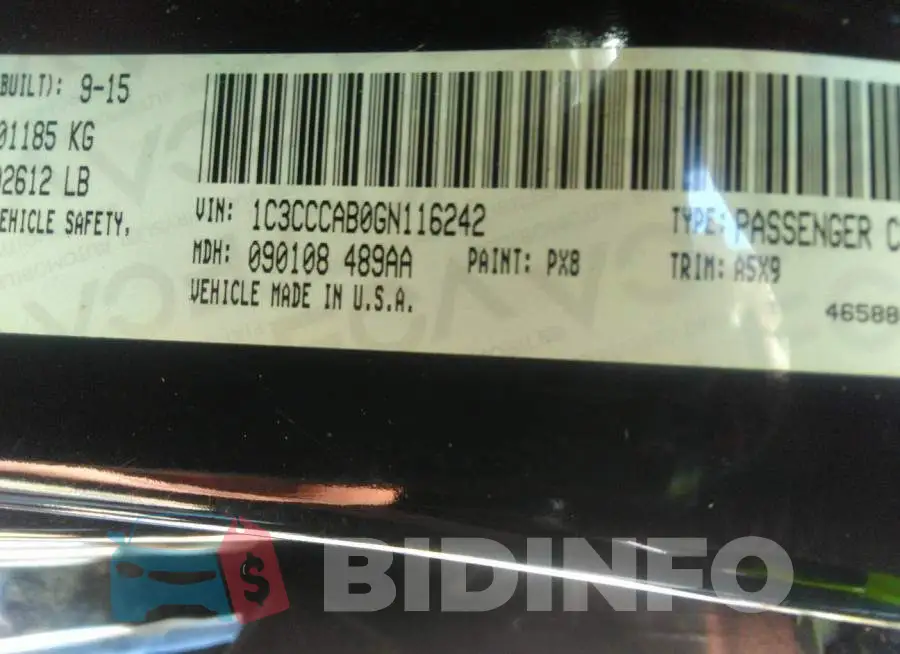 BUILT): 9-15
01185 KG
02612 LB
EHICLE SAFETY,
VIN: 1C3CCCAB0GN116242
TYPE: PASSENGER C
MDH: 090108 489AA
PAINT: PX8
TRIM: A5X9
VEHICLE MADE IN U.S.A.
46588
BIDINFO